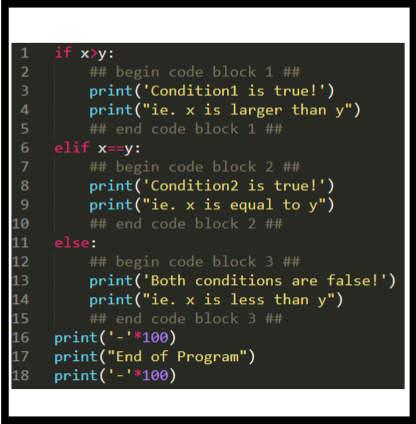 1 if x>y:
2 ## begin code block 1 ##
3 print('Condition1 is true!')
4 print("ie. x is larger than y")
5 ## end code block 1 ##
6 elif x==y:
7 ## begin code block 2 ##
8 print('Condition2 is true!')
9 print("ie. x is equal to y")
10 ## end code block 2 ##
11 else:
12 ## begin code block 3 ##
13 print('Both conditions are false!')
14 print("ie. x is less than y")
15 ## end code block 3 ##
16 print('-'*100)
17 print("End of Program")
18 print('-'*100)